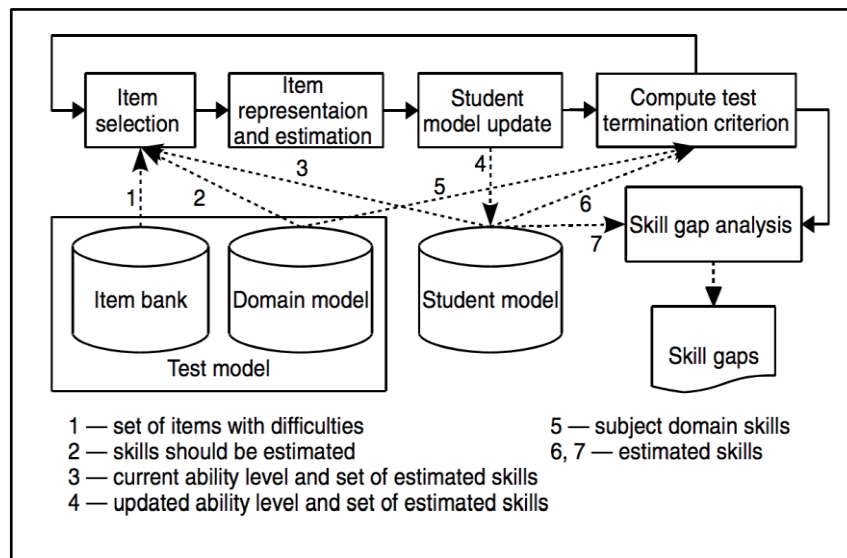 Item
selection
Item
representaion
and estimation
Student
model update
Compute test
termination criterion
1
2
3
4
5
6
7
Skill gap analysis
Item bank
Domain model
Student model
Test model
Skill gaps
1 — set of items with difficulties
2 — skills should be estimated
3 — current ability level and set of estimated skills
4 — updated ability level and set of estimated skills
5 — subject domain skills
6, 7 — estimated skills